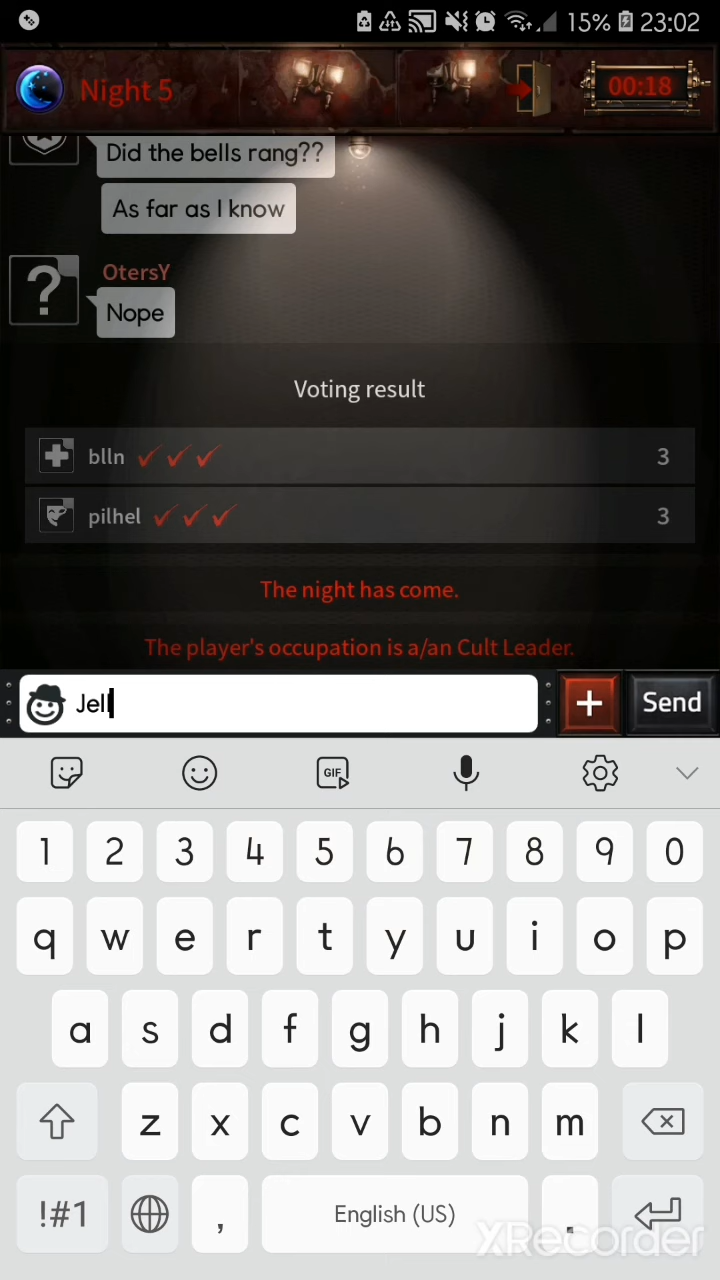 15% 23:02
Night 5
00:18
Did the bells rang??
As far as I know
OtersY
Nope
Voting result
blln 3
pilhel 3
The night has come.
The player's occupation is a/an Cult Leader.
Jell
Send
GIF
1 2 3 4 5 6 7 8 9 0
q w e r t y u i o p
a s d f g h j k l
z x c v b n m
!#1 , English (US) .
XRecorder